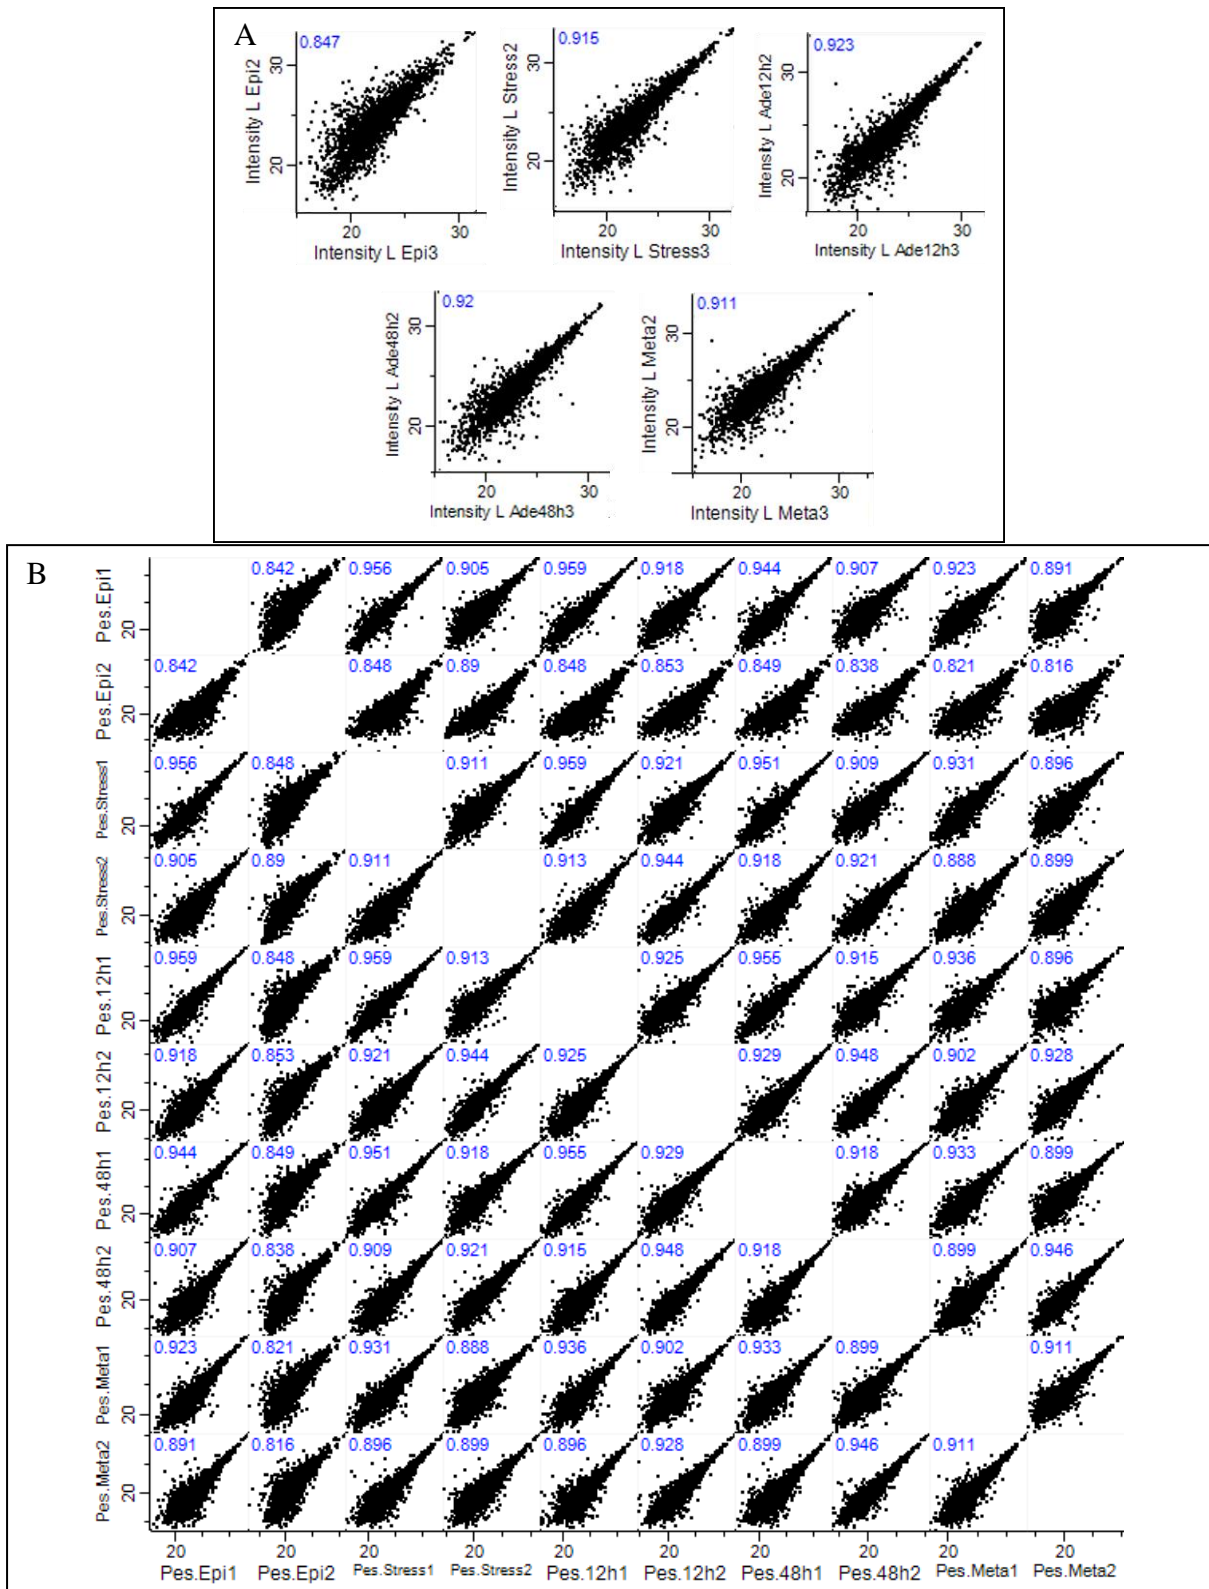 A
0.847
30
20
Intensity L Epi2
20 30
Intensity L Epi3
0.915
30
20
Intensity L Stress2
20 30
Intensity L Stress3
0.923
30
20
Intensity L Ade12h2
20 30
Intensity L Ade12h3
0.92
30
20
Intensity L Ade48h2
20 30
Intensity L Ade48h3
0.911
30
20
Intensity L Meta2
20 30
Intensity L Meta3
B
Pes.Epi1
20
0.842 0.956 0.905 0.959 0.918 0.944 0.907 0.923 0.891
Pes.Epi2
20
0.842 0.848 0.89 0.848 0.853 0.849 0.838 0.821 0.816
Pes.Stress1
20
0.956 0.848 0.911 0.959 0.921 0.951 0.909 0.931 0.896
Pes.Stress2
20
0.905 0.89 0.911 0.913 0.944 0.918 0.921 0.888 0.899
Pes.12h1
20
0.959 0.848 0.959 0.913 0.925 0.955 0.915 0.936 0.896
Pes.12h2
20
0.918 0.853 0.921 0.944 0.925 0.929 0.948 0.902 0.928
Pes.48h1
20
0.944 0.849 0.951 0.918 0.955 0.929 0.918 0.933 0.899
Pes.48h2
20
0.907 0.838 0.909 0.921 0.915 0.948 0.918 0.899 0.946
Pes.Meta1
20
0.923 0.821 0.931 0.888 0.936 0.902 0.933 0.899 0.911
Pes.Meta2
20
0.891 0.816 0.896 0.899 0.896 0.928 0.899 0.946 0.911
20 20 20 20 20 20 20 20 20 20
Pes.Epi1 Pes.Epi2 Pes.Stress1 Pes.Stress2 Pes.12h1 Pes.12h2 Pes.48h1 Pes.48h2 Pes.Meta1 Pes.Meta2